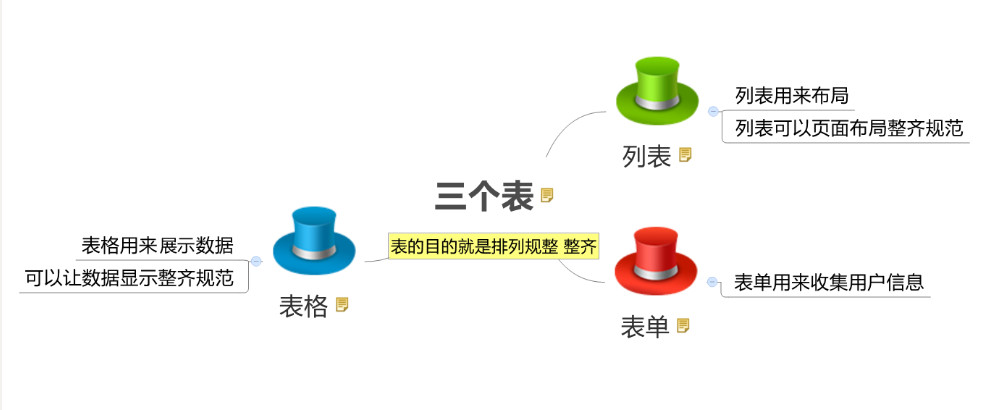 三个表
表的目的就是排列规整 整齐
列表
列表用来布局
列表可以页面布局整齐规范
表格
表格用来展示数据
可以让数据显示整齐规范
表单
表单用来收集用户信息